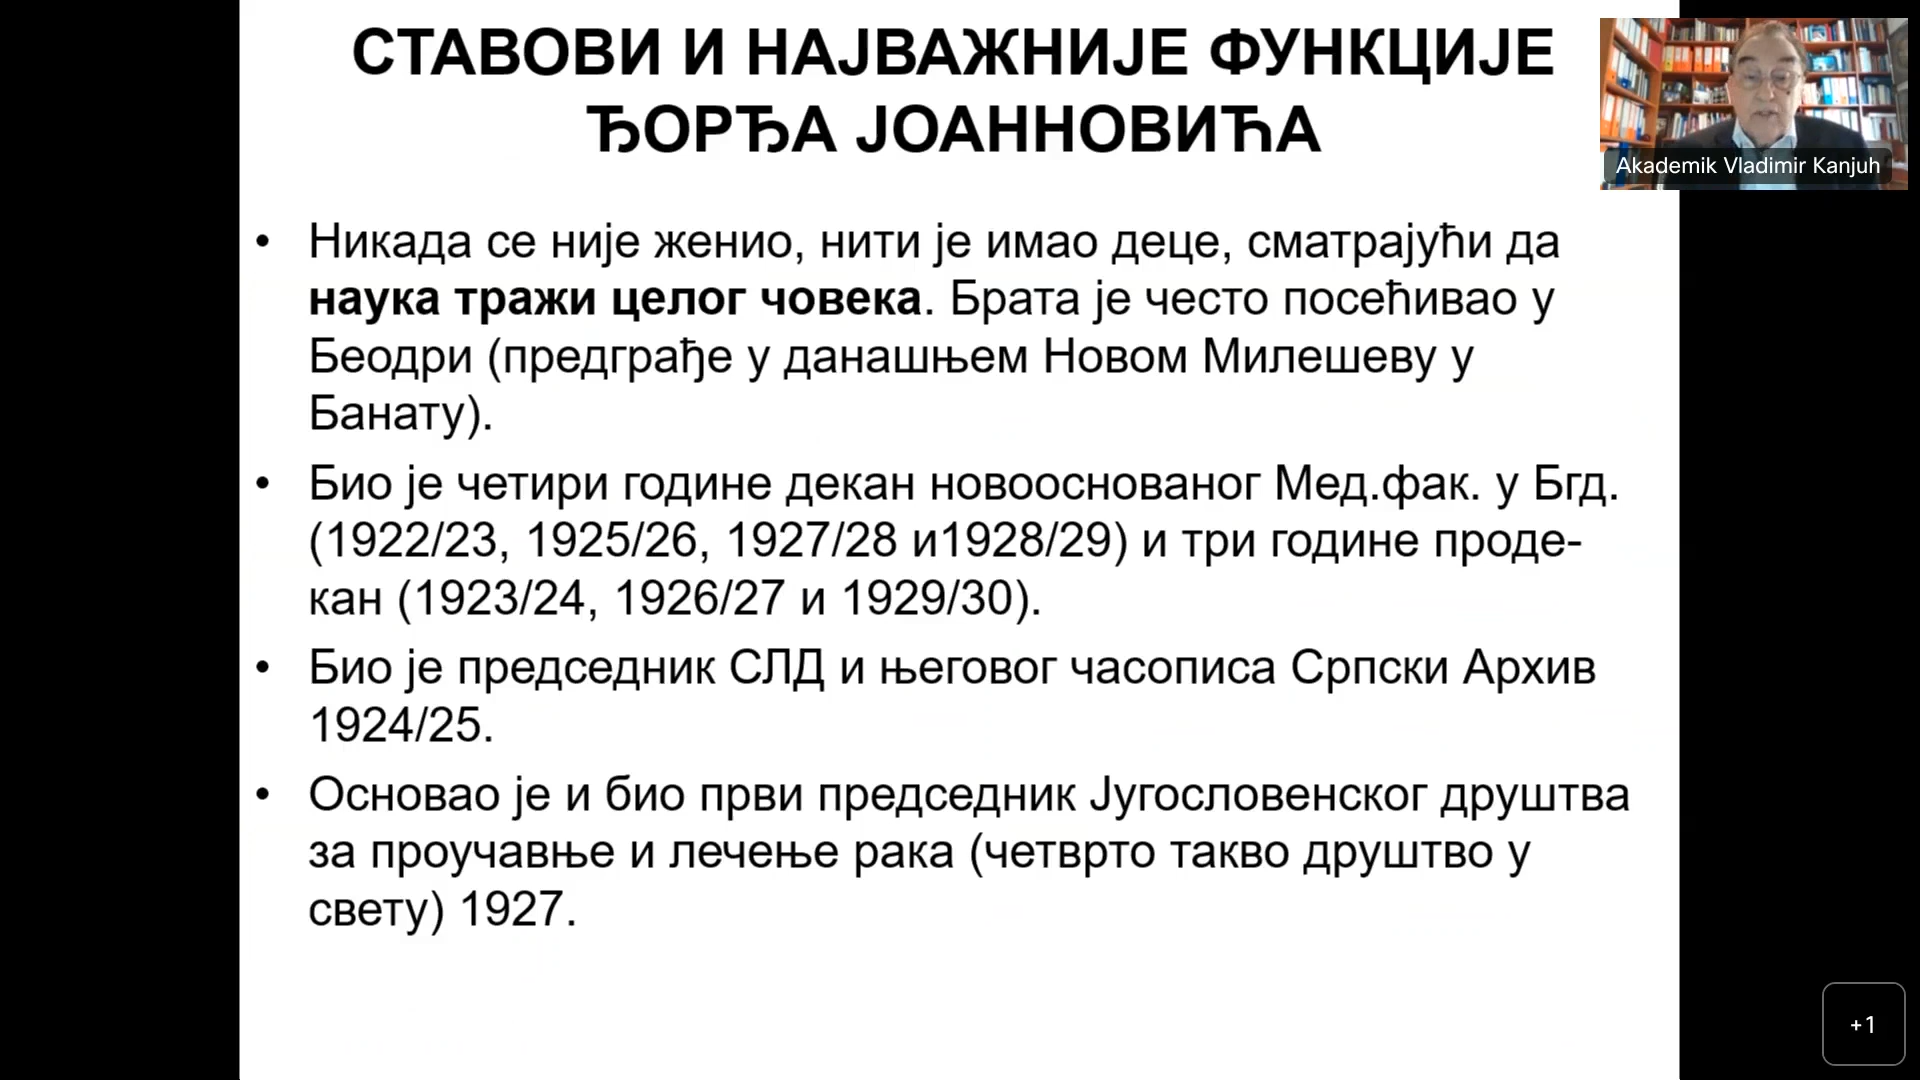 СТАВОВИ И НАЈВАЖНИЈЕ ФУНКЦИЈЕ
ЂОРЂА ЈОАННОВИЋА
Akademik Vladimir Kanjuh
• Никада се није женио, нити је имао деце, сматрајући да
наука тражи целог човека. Брата је често посећивао у
Беодри (предграђе у данашњем Новом Милешеву у
Банату).
• Био је четири године декан новооснованог Мед.фак. у Бгд.
(1922/23, 1925/26, 1927/28 и1928/29) и три године проде-
кан (1923/24, 1926/27 и 1929/30).
• Био је председник СЛД и његовог часописа Српски Архив
1924/25.
• Основао је и био први председник Југословенског друштва
за проучавње и лечење рака (четврто такво друштво у
свету) 1927.
+1